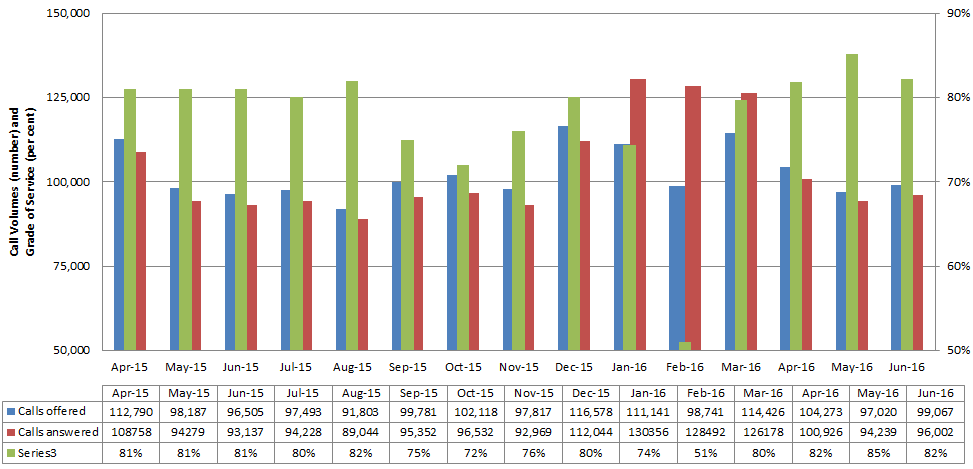 150,000
125,000
100,000
75,000
50,000
90%
80%
70%
60%
50%
Call Volumes (number) and
Grade of Service (per cent)
Apr-15 May-15 Jun-15 Jul-15 Aug-15 Sep-15 Oct-15 Nov-15 Dec-15 Jan-16 Feb-16 Mar-16 Apr-16 May-16 Jun-16
Apr-15 May-15 Jun-15 Jul-15 Aug-15 Sep-15 Oct-15 Nov-15 Dec-15 Jan-16 Feb-16 Mar-16 Apr-16 May-16 Jun-16
Calls offered 112,790 98,187 96,505 97,493 91,803 99,781 102,118 97,817 116,578 111,141 98,741 114,426 104,273 97,020 99,067
Calls answered 108758 94279 93,137 94,228 89,044 95,352 96,532 92,969 112,044 130356 128492 126178 100,926 94,239 96,002
Series3 81% 81% 81% 80% 82% 75% 72% 76% 80% 74% 51% 80% 82% 85% 82%